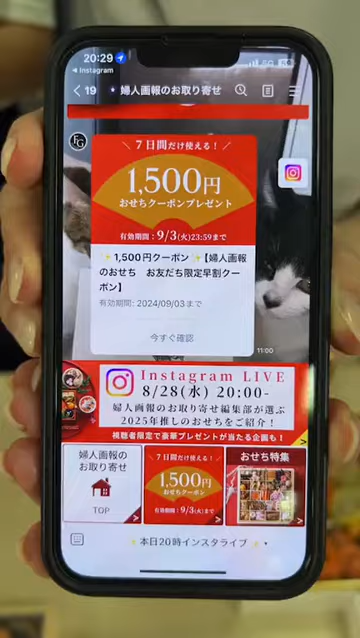 20:29
5G
Instagram
19
婦人画報のお取り寄せ
FG
7日間だけ使える！
1,500円
おせちクーポンプレゼント
有効期間：9/3(火)23:59まで
1,500円クーポン 【婦人画報
のおせち お友だち限定早割クー
ポン】
有効期間: 2024/09/03まで
今すぐ確認
11:00
Instagram LIVE
8/28(水) 20:00-
婦人画報のお取り寄せ編集部が選ぶ
2025年推しのおせちをご紹介！
視聴者限定で豪華プレゼントが当たる企画も！
婦人画報の
お取り寄せ
TOP
7日間だけ使える！
1,500円
おせちクーポン
有効期間：9/3(火)まで
おせち特集
本日20時インスタライブ